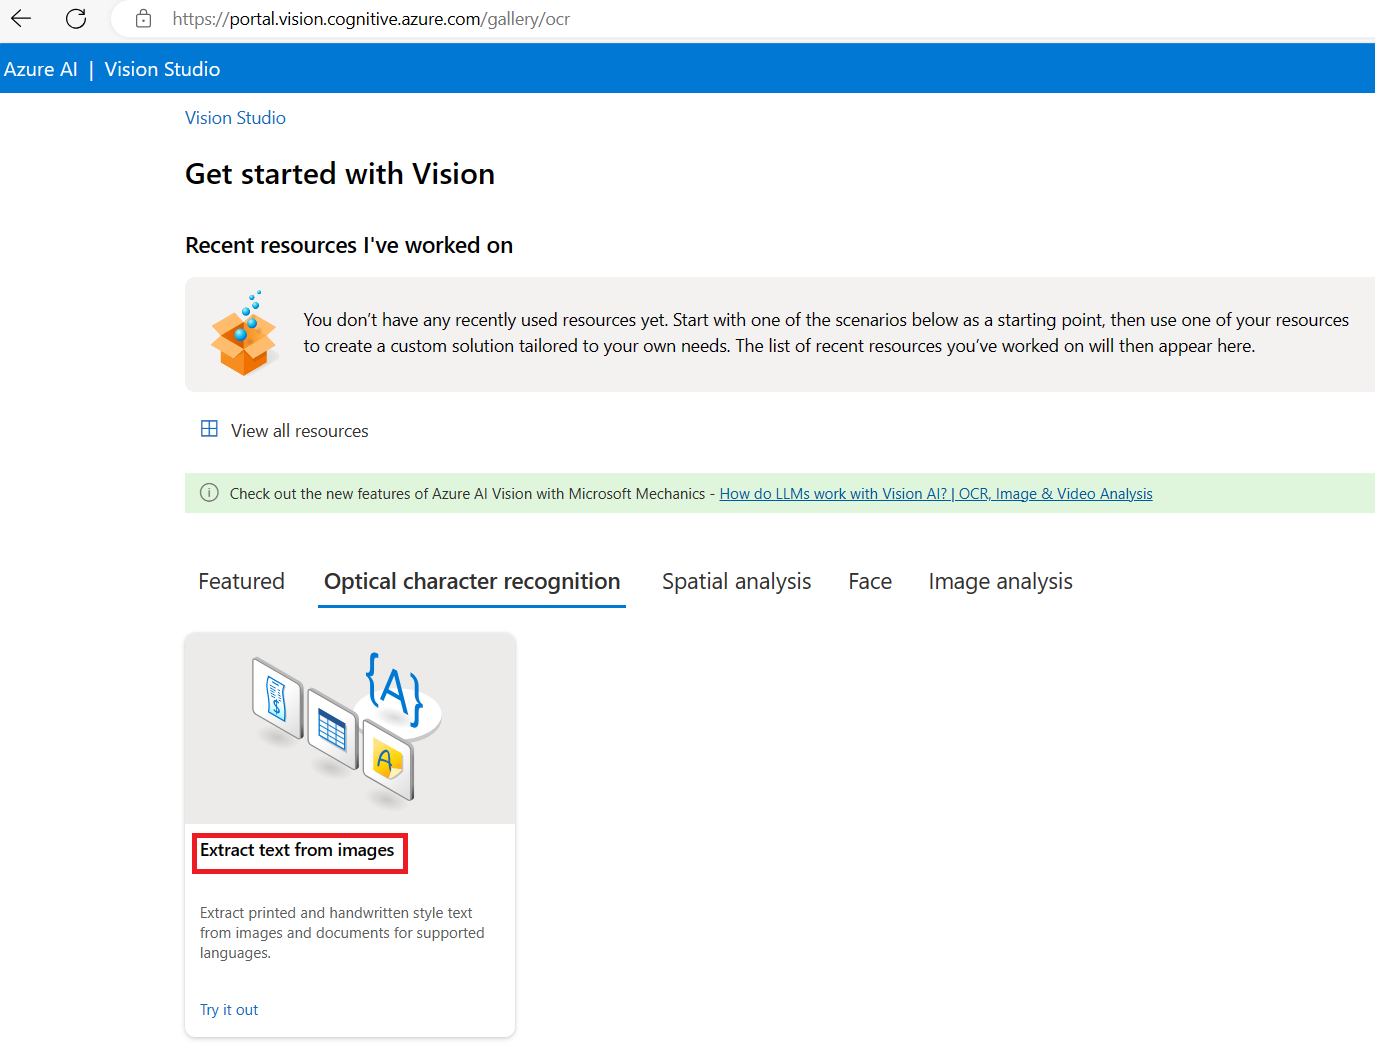 https://portal.vision.cognitive.azure.com/gallery/ocr
Azure AI | Vision Studio
Vision Studio
Get started with Vision
Recent resources I've worked on
You don’t have any recently used resources yet. Start with one of the scenarios below as a starting point, then use one of your resources
to create a custom solution tailored to your own needs. The list of recent resources you’ve worked on will then appear here.
View all resources
Check out the new features of Azure AI Vision with Microsoft Mechanics - How do LLMs work with Vision AI? | OCR, Image & Video Analysis
Featured Optical character recognition Spatial analysis Face Image analysis
{A}
A
Extract text from images
Extract printed and handwritten style text
from images and documents for supported
languages.
Try it out